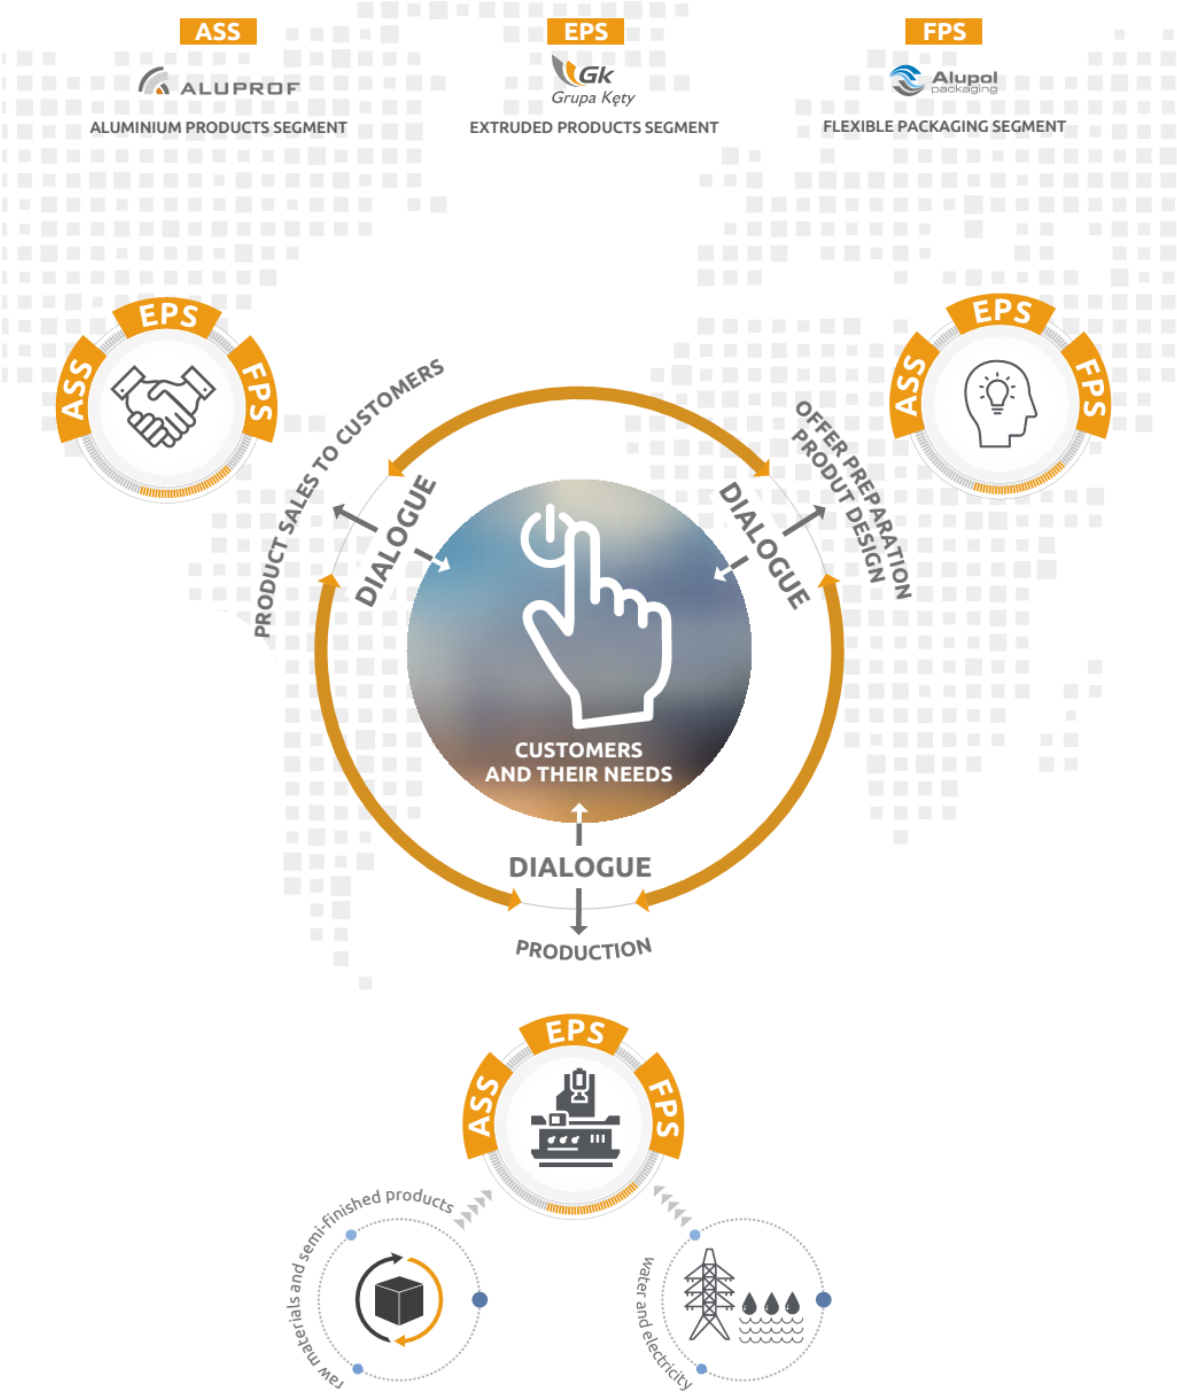 ASS
EPS
FPS
ALUPROF
Gk
Grupa Kęty
Alupol
packaging
ALUMINIUM PRODUCTS SEGMENT
EXTRUDED PRODUCTS SEGMENT
FLEXIBLE PACKAGING SEGMENT
ASS
EPS
FPS
ASS
EPS
FPS
PRODUCT SALES TO CUSTOMERS
DIALOGUE
DIALOGUE
OFFER PREPARATION
PRODUT DESIGN
CUSTOMERS
AND THEIR NEEDS
DIALOGUE
PRODUCTION
ASS
EPS
FPS
raw materials and semi-finished products
water and electricity